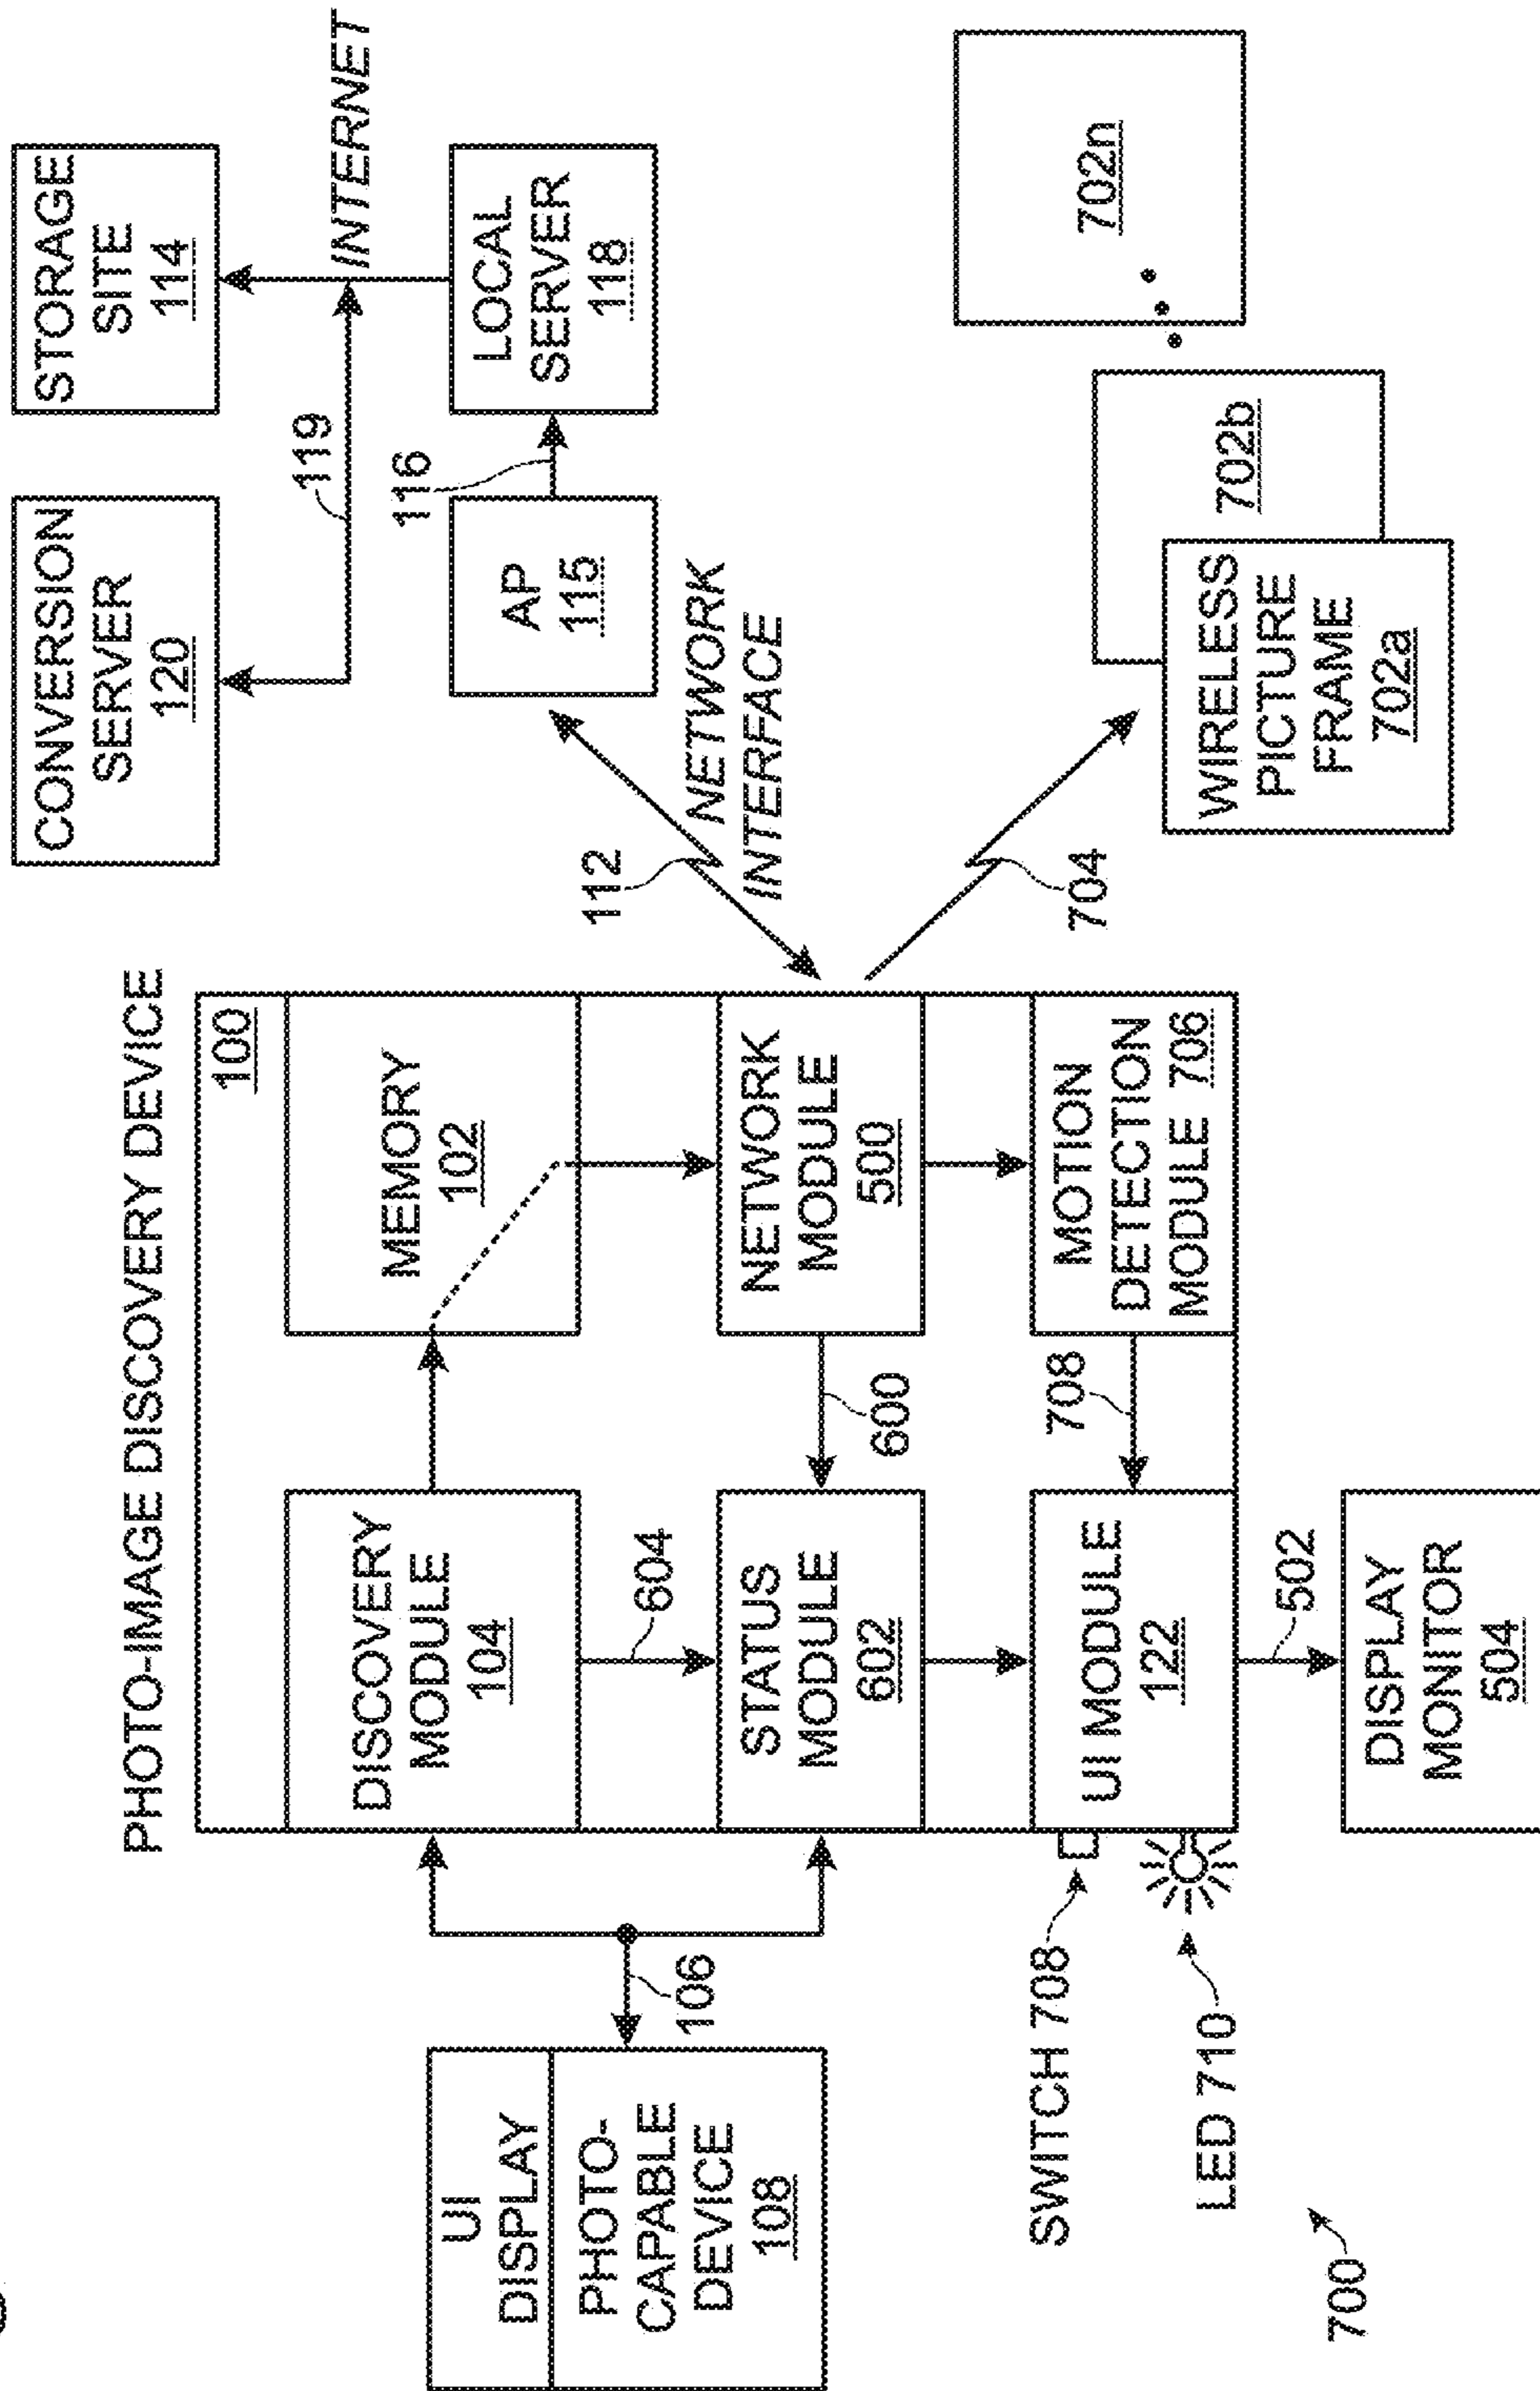 PHOTO-IMAGE DISCOVERY DEVICE
100
UI
DISPLAY
PHOTO-
CAPABLE
DEVICE
108
106
DISCOVERY
MODULE
104
604
MEMORY
102
STATUS
MODULE
602
600
NETWORK
MODULE
500
SWITCH 708
LED 710
UI MODULE
122
708
MOTION
DETECTION
MODULE 706
502
DISPLAY
MONITOR
504
112
NETWORK
INTERFACE
704
CONVERSION
SERVER
120
119
STORAGE
SITE
114
INTERNET
AP
115
116
LOCAL
SERVER
118
WIRELESS
PICTURE
FRAME
702a
702b
702n
700